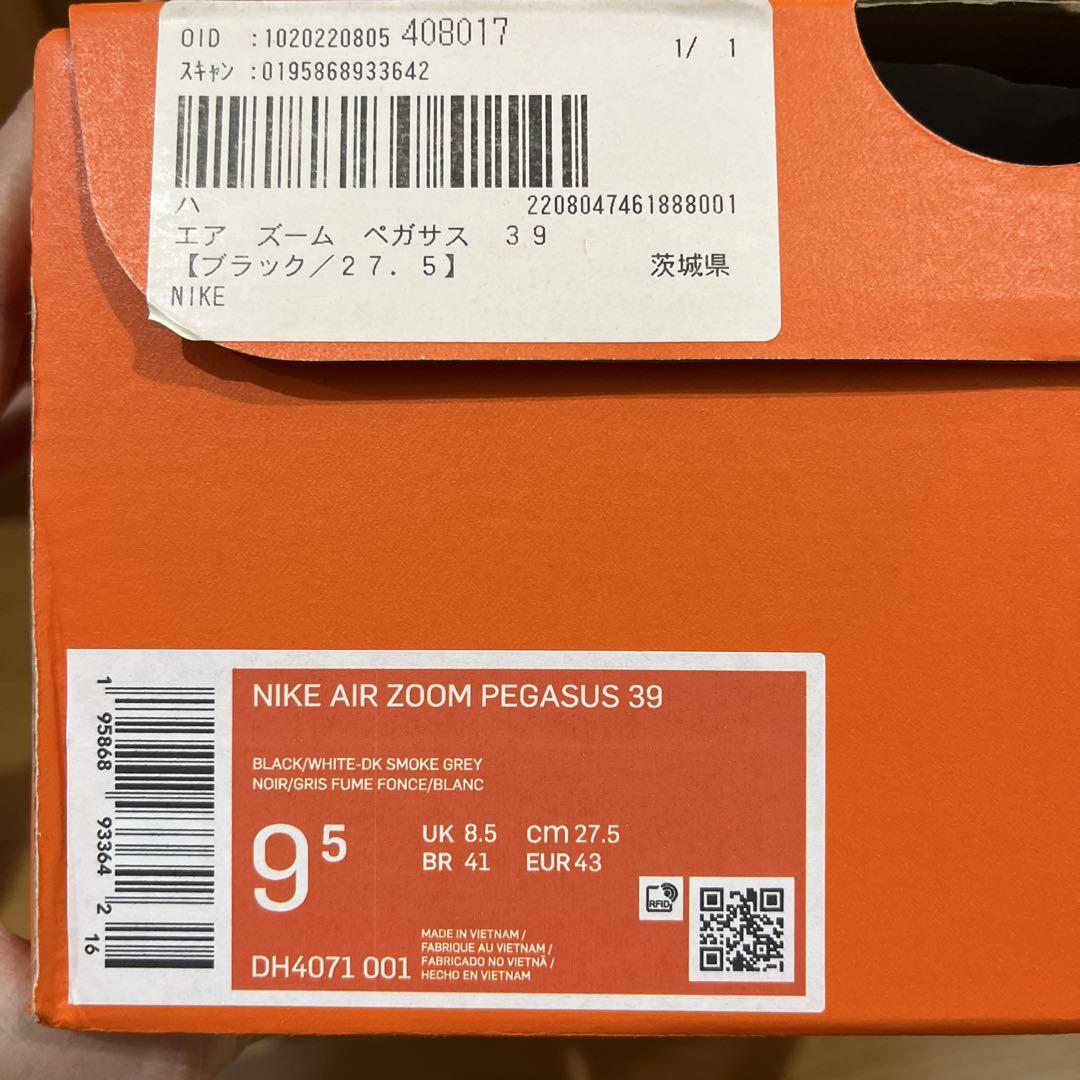 OID :1020220805 408017 1/ 1
ｽｷｬﾝ :0195868933642
ハ 2208047461888001
エア ズーム ペガサス ３９
【ブラック／２７．５】 茨城県
NIKE
NIKE AIR ZOOM PEGASUS 39
BLACK/WHITE-DK SMOKE GREY
NOIR/GRIS FUME FONCE/BLANC
9 5 UK 8.5 cm 27.5
BR 41 EUR 43
RFID
MADE IN VIETNAM /
FABRIQUE AU VIETNAM /
FABRICADO NO VIETNÃ /
HECHO EN VIETNAM
DH4071 001
1 95868 93364 2 16